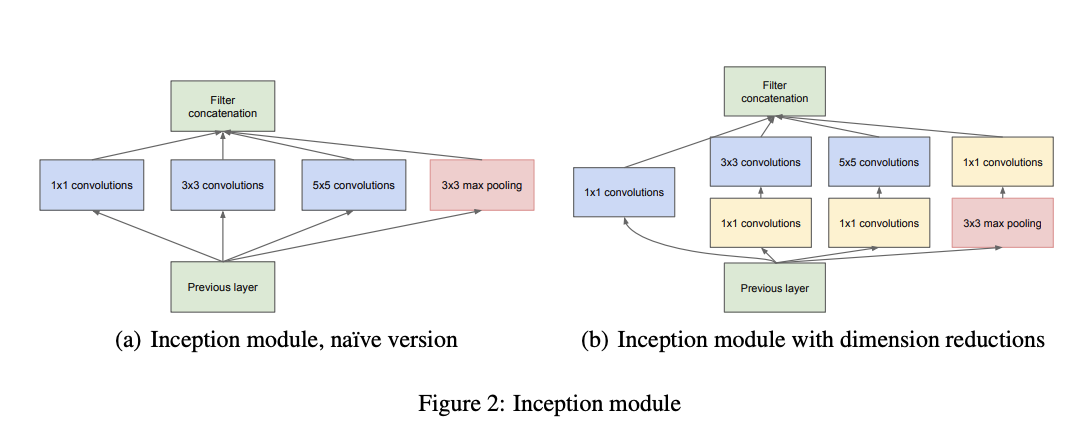 Filter
concatenation
1x1 convolutions
3x3 convolutions
5x5 convolutions
3x3 max pooling
Previous layer
(a) Inception module, naïve version
Filter
concatenation
3x3 convolutions
5x5 convolutions
1x1 convolutions
1x1 convolutions
1x1 convolutions
1x1 convolutions
3x3 max pooling
Previous layer
(b) Inception module with dimension reductions
Figure 2: Inception module